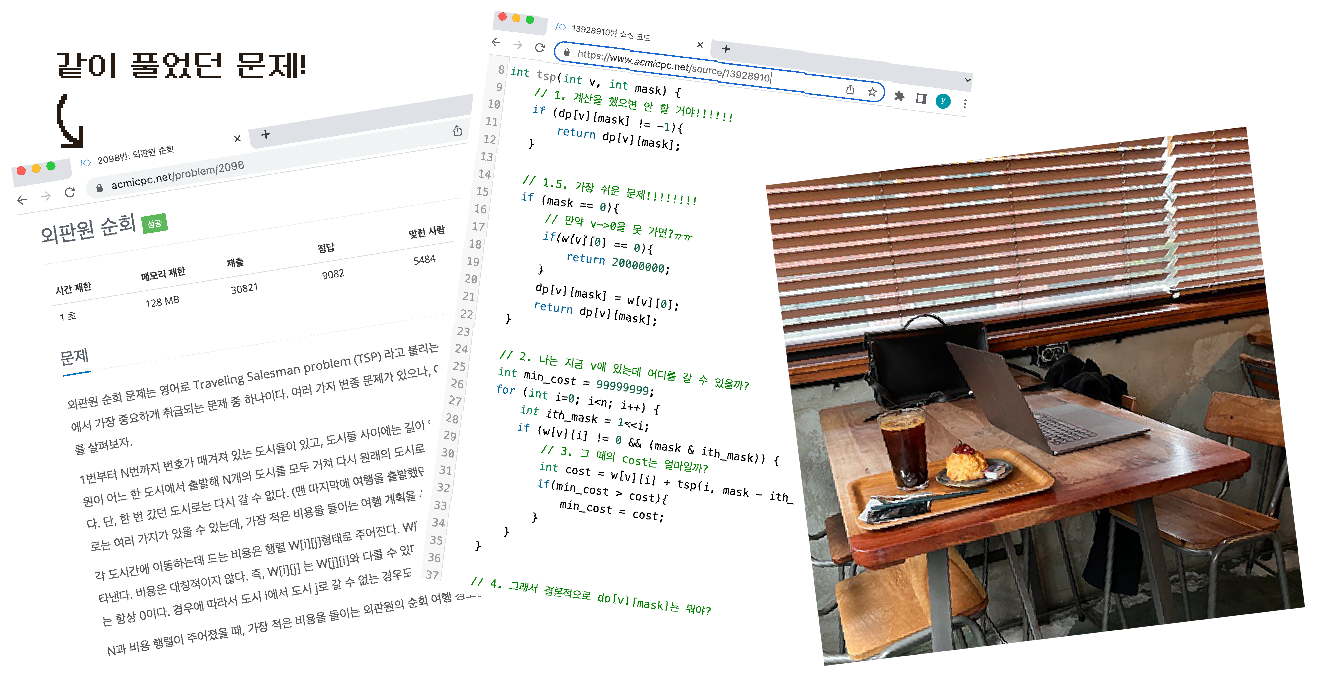 같이 풀었던 문제!
2098번: 외판원 순회
acmicpc.net/problem/2098
외판원 순회 성공
시간 제한 메모리 제한 제출 정답 맞힌 사람
1 초 128 MB 30821 9082 5484
문제
외판원 순회 문제는 영어로 Traveling Salesman problem (TSP) 라고 불리는
에서 가장 중요하게 취급되는 문제 중 하나이다. 여러 가지 변종 문제가 있으나,
를 살펴보자.
1번부터 N번까지 번호가 매겨져 있는 도시들이 있고, 도시들 사이에는 길이
원이 어느 한 도시에서 출발해 N개의 도시를 모두 거쳐 다시 원래의 도시로
다. 단, 한 번 갔던 도시로는 다시 갈 수 없다. (맨 마지막에 여행을 출발했던
로는 여러 가지가 있을 수 있는데, 가장 적은 비용을 들이는 여행 계획을
각 도시간에 이동하는데 드는 비용은 행렬 W[i][j]형태로 주어진다. W[
타낸다. 비용은 대칭적이지 않다. 즉, W[i][j] 는 W[j][i]와 다를 수 있다
는 항상 0이다. 경우에 따라서 도시 i에서 도시 j로 갈 수 없는 경우도
N과 비용 행렬이 주어졌을 때, 가장 적은 비용을 들이는 외판원의 순회 여행
13928910번 소스 코드
https://www.acmicpc.net/source/13928910
y
8 int tsp(int v, int mask) {
9 // 1. 계산을 했으면 안 할 거야!!!!!!
10 if (dp[v][mask] != -1){
11 return dp[v][mask];
12 }
13
14 // 1.5. 가장 쉬운 문제!!!!!!!!
15 if (mask == 0){
16 // 만약 v->0을 못 가면?ㅠㅠ
17 if(w[v][0] == 0){
18 return 20000000;
19 }
20 dp[v][mask] = w[v][0];
21 return dp[v][mask];
22 }
23
24 // 2. 나는 지금 v에 있는데 어디를 갈 수 있을까?
25 int min_cost = 99999999;
26 for (int i=0; i<n; i++) {
27 int ith_mask = 1<<i;
28 if (w[v][i] != 0 && (mask & ith_mask)) {
29 // 3. 그 때의 cost는 얼마일까?
30 int cost = w[v][i] + tsp(i, mask - ith_
31 if(min_cost > cost){
32 min_cost = cost;
33 }
34 }
35 }
36
37 // 4. 그래서 결론적으로 dp[v][mask]는 뭐야?